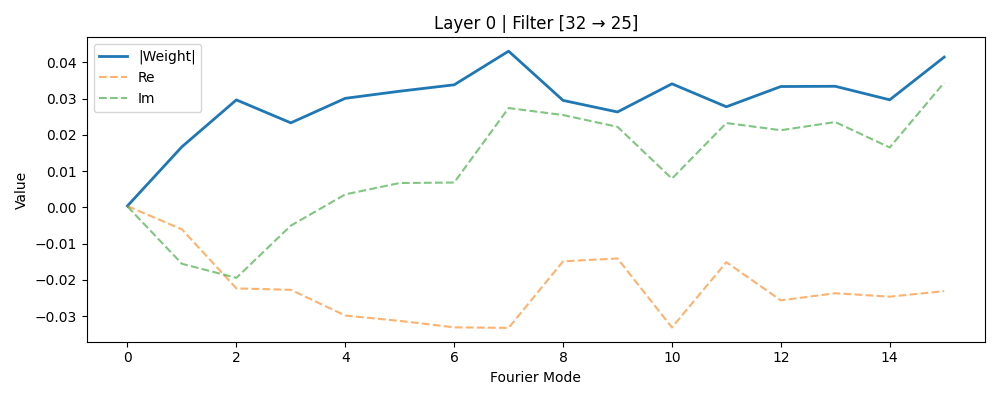 Layer 0 | Filter [32 → 25]
|Weight|
Re
Im
0.04
0.03
0.02
0.01
0.00
−0.01
−0.02
−0.03
Value
0 2 4 6 8 10 12 14
Fourier Mode